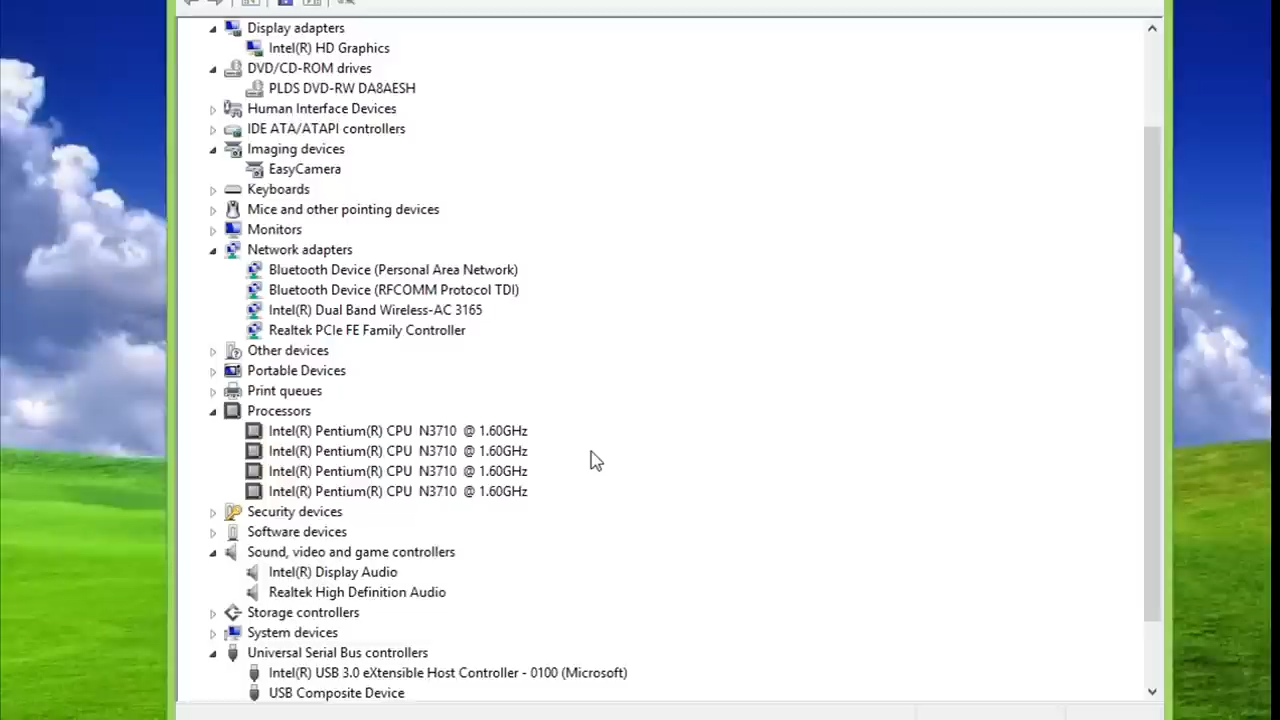 Display adapters
Intel(R) HD Graphics
DVD/CD-ROM drives
PLDS DVD-RW DA8AESH
Human Interface Devices
IDE ATA/ATAPI controllers
Imaging devices
EasyCamera
Keyboards
Mice and other pointing devices
Monitors
Network adapters
Bluetooth Device (Personal Area Network)
Bluetooth Device (RFCOMM Protocol TDI)
Intel(R) Dual Band Wireless-AC 3165
Realtek PCIe FE Family Controller
Other devices
Portable Devices
Print queues
Processors
Intel(R) Pentium(R) CPU  N3710  @ 1.60GHz
Intel(R) Pentium(R) CPU  N3710  @ 1.60GHz
Intel(R) Pentium(R) CPU  N3710  @ 1.60GHz
Intel(R) Pentium(R) CPU  N3710  @ 1.60GHz
Security devices
Software devices
Sound, video and game controllers
Intel(R) Display Audio
Realtek High Definition Audio
Storage controllers
System devices
Universal Serial Bus controllers
Intel(R) USB 3.0 eXtensible Host Controller - 0100 (Microsoft)
USB Composite Device